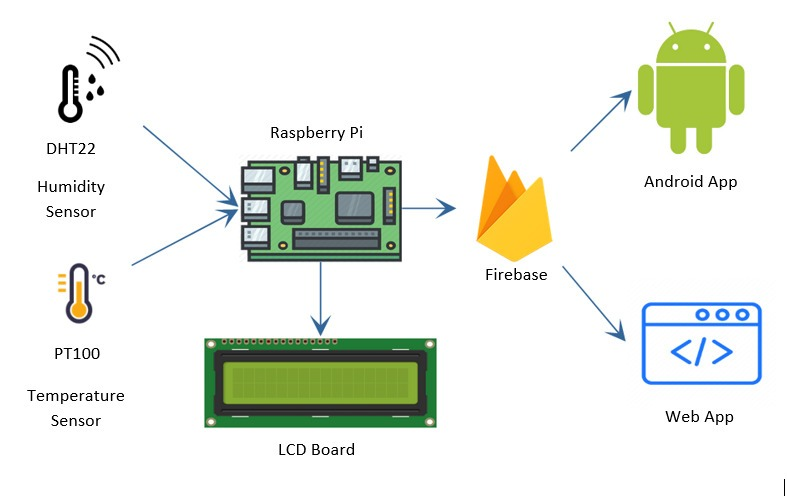 DHT22
Humidity
Sensor
°C
PT100
Temperature
Sensor
Raspberry Pi
LCD Board
Firebase
Android App
</>
Web App